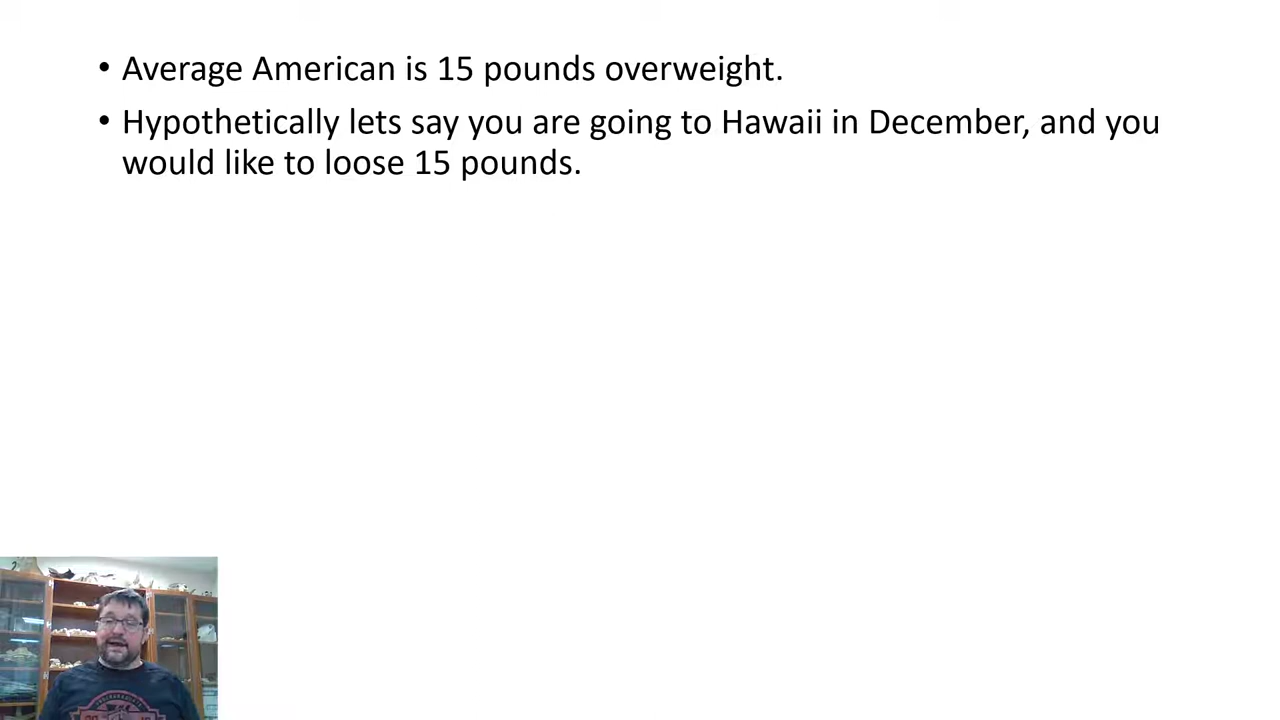 • Average American is 15 pounds overweight.
• Hypothetically lets say you are going to Hawaii in December, and you
would like to loose 15 pounds.